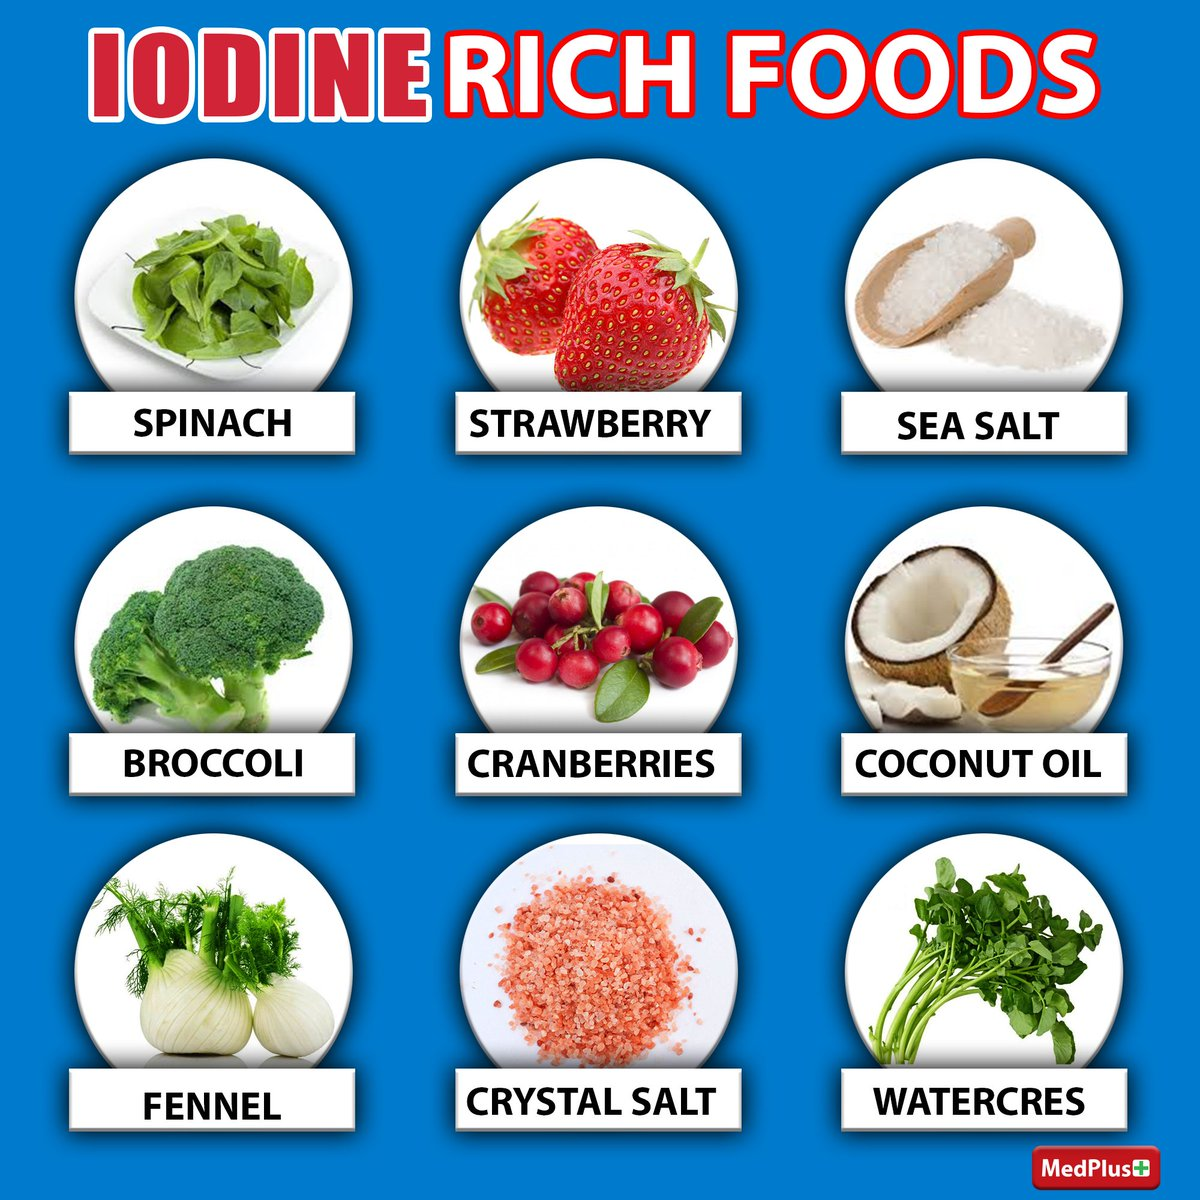 IODINE RICH FOODS
SPINACH
STRAWBERRY
SEA SALT
BROCCOLI
CRANBERRIES
COCONUT OIL
FENNEL
CRYSTAL SALT
WATERCRES
MedPlus+